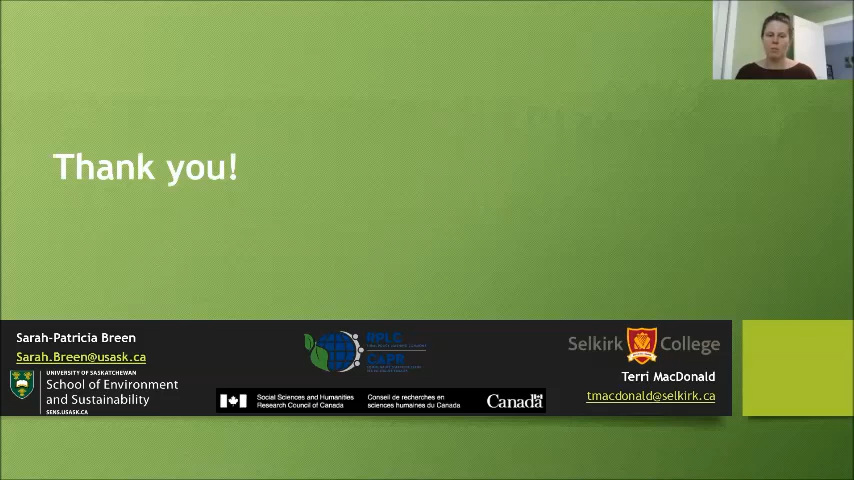 Thank you!
Sarah-Patricia Breen
Sarah.Breen@usask.ca
UNIVERSITY OF SASKATCHEWAN
School of Environment
and Sustainability
SENS.USASK.CA
RPLC
CAPR
Social Sciences and Humanities
Research Council of Canada
Conseil de recherches en
sciences humaines du Canada
Canada
Selkirk College
Terri MacDonald
tmacdonald@selkirk.ca